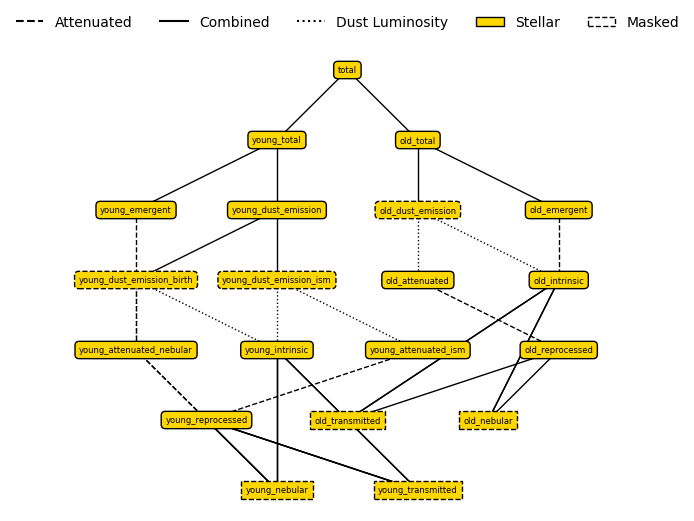 Attenuated Combined Dust Luminosity Stellar Masked
total
young_total old_total
young_emergent young_dust_emission old_dust_emission old_emergent
young_dust_emission_birth young_dust_emission_ism old_attenuated old_intrinsic
young_attenuated_nebular young_intrinsic young_attenuated_ism old_reprocessed
young_reprocessed old_transmitted old_nebular
young_nebular young_transmitted